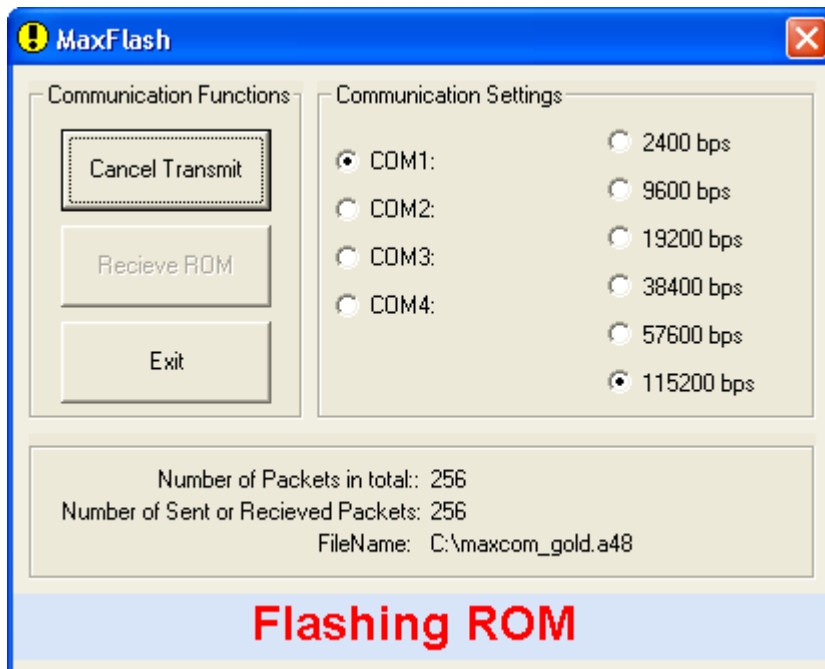 MaxFlash
Communication Functions
Cancel Transmit
Recieve ROM
Exit
Communication Settings
COM1:
COM2:
COM3:
COM4:
2400 bps
9600 bps
19200 bps
38400 bps
57600 bps
115200 bps
Number of Packets in total:: 256
Number of Sent or Recieved Packets: 256
FileName: C:\maxcom_gold.a48
Flashing ROM